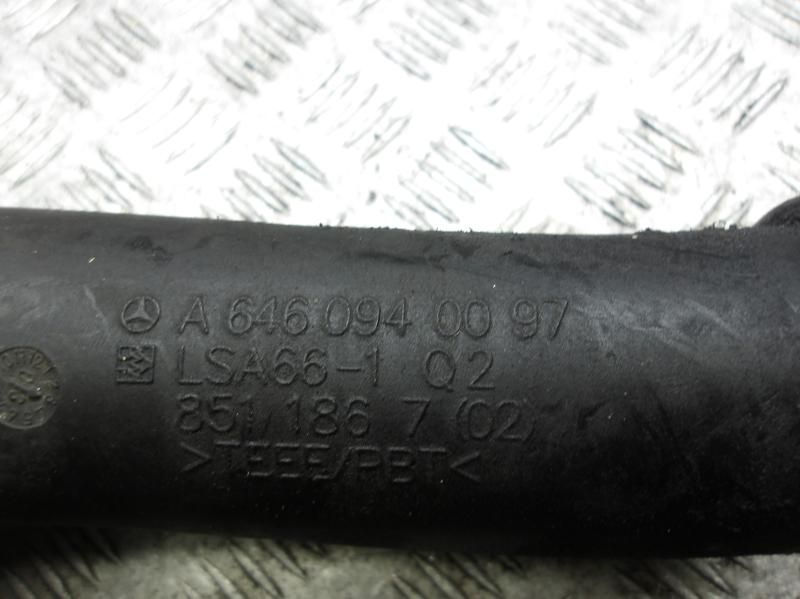 A 646 094 00 97
LSA66-1 Q2
851 186 7 (02)
>TEEE/PBT<